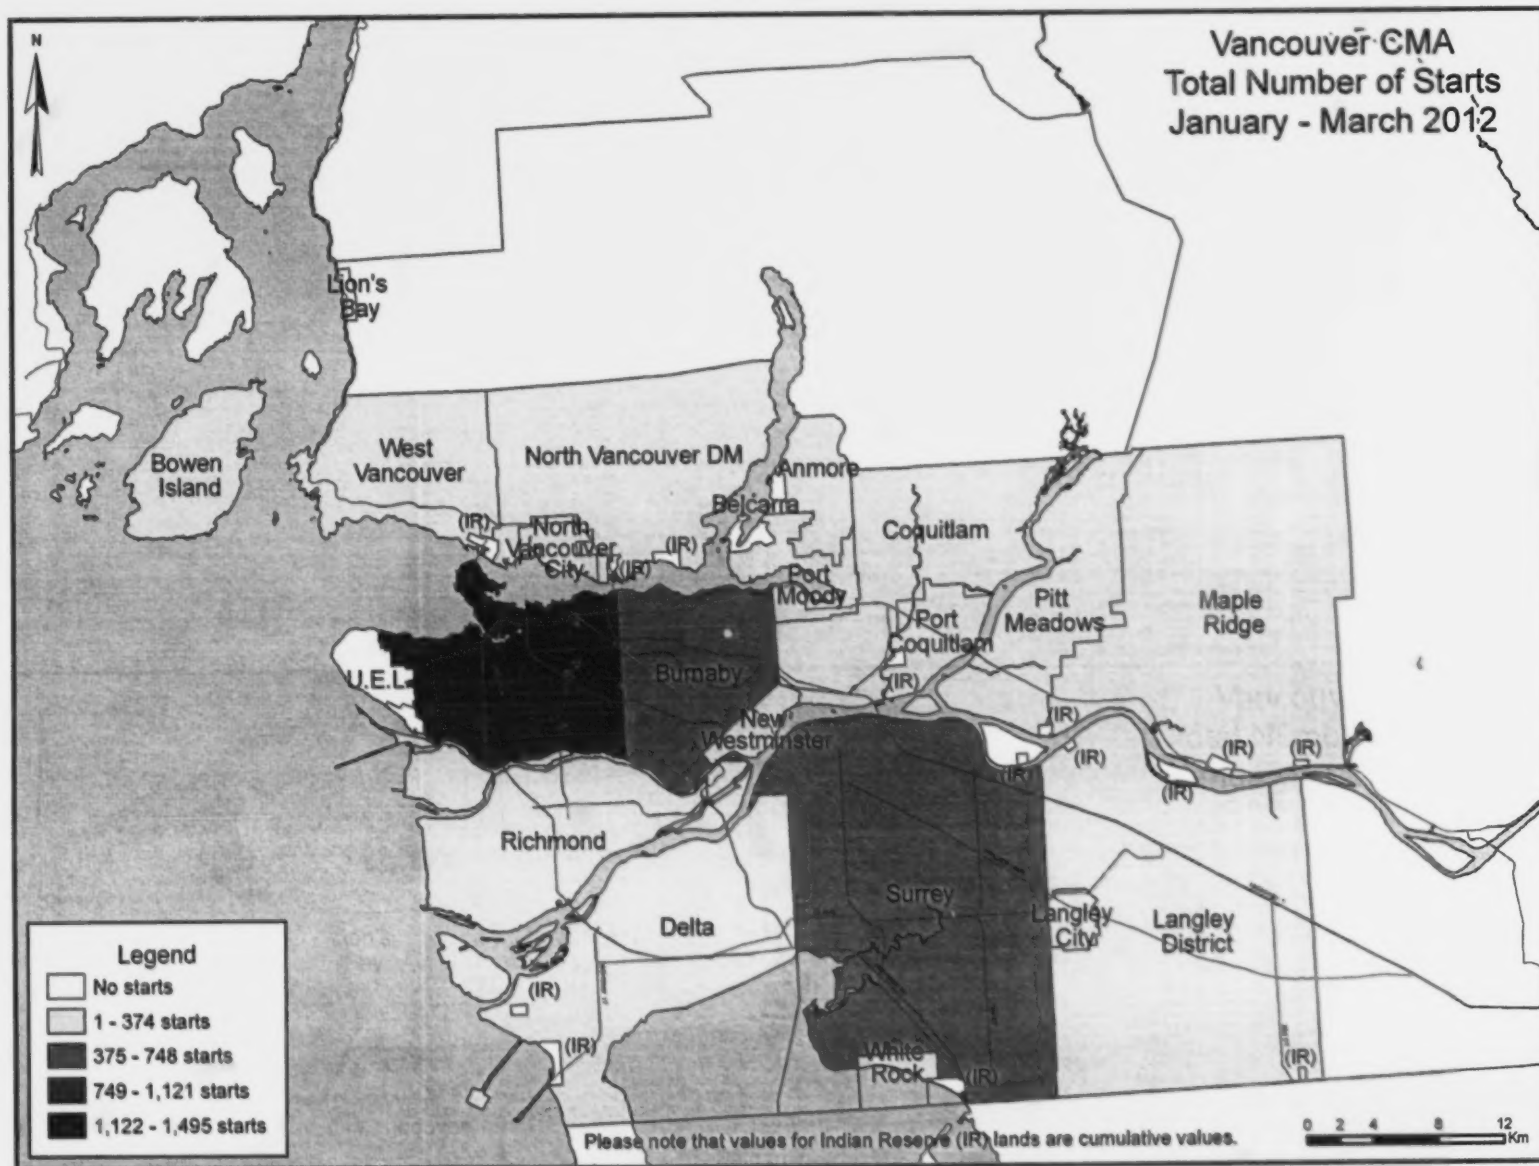 Vancouver CMA
Total Number of Starts
January - March 2012
N
Lion's
Bay
Bowen
Island
West
Vancouver
North Vancouver DM
Anmore
Belcarra
Coquitlam
(IR)
North
Vancouver
City
(IR)
(IR)
Port
Moody
Port
Coquitlam
Pitt
Meadows
Maple
Ridge
U.E.L.
Burnaby
(IR)
New
Westminster
(IR)
(IR)
(IR)
(IR)
(IR)
(IR)
Richmond
Surrey
Delta
Langley
City
Langley
District
(IR)
(IR)
White
Rock
(IR)
(IR)
Legend
No starts
1 - 374 starts
375 - 748 starts
749 - 1,121 starts
1,122 - 1,495 starts
Please note that values for Indian Reserve (IR) lands are cumulative values.
0 2 4 8 12
Km